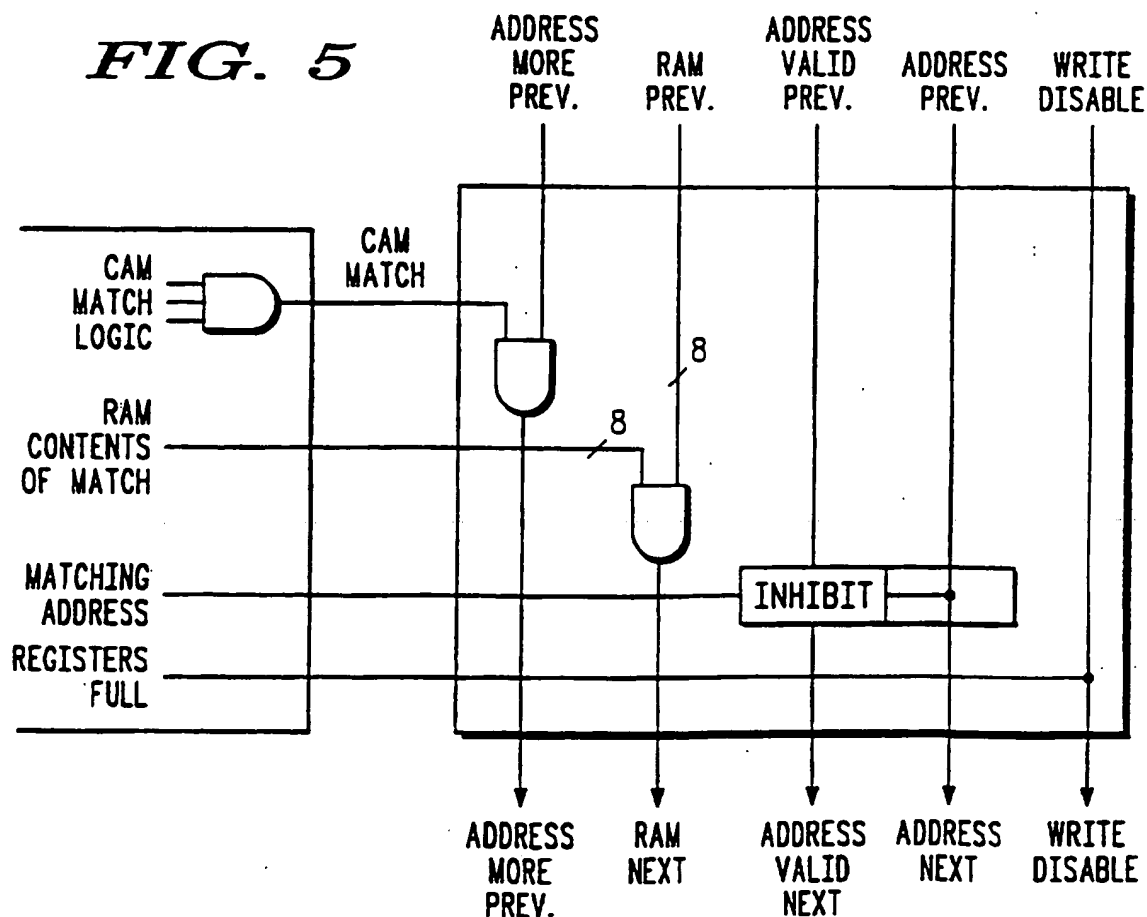 FIG. 5
ADDRESS
MORE
PREV.
RAM
PREV.
ADDRESS
VALID
PREV.
ADDRESS
PREV.
WRITE
DISABLE
CAM
MATCH
LOGIC
CAM
MATCH
8
RAM
CONTENTS
OF MATCH
8
MATCHING
ADDRESS
INHIBIT
REGISTERS
FULL
ADDRESS
MORE
PREV.
RAM
NEXT
ADDRESS
VALID
NEXT
ADDRESS
NEXT
WRITE
DISABLE